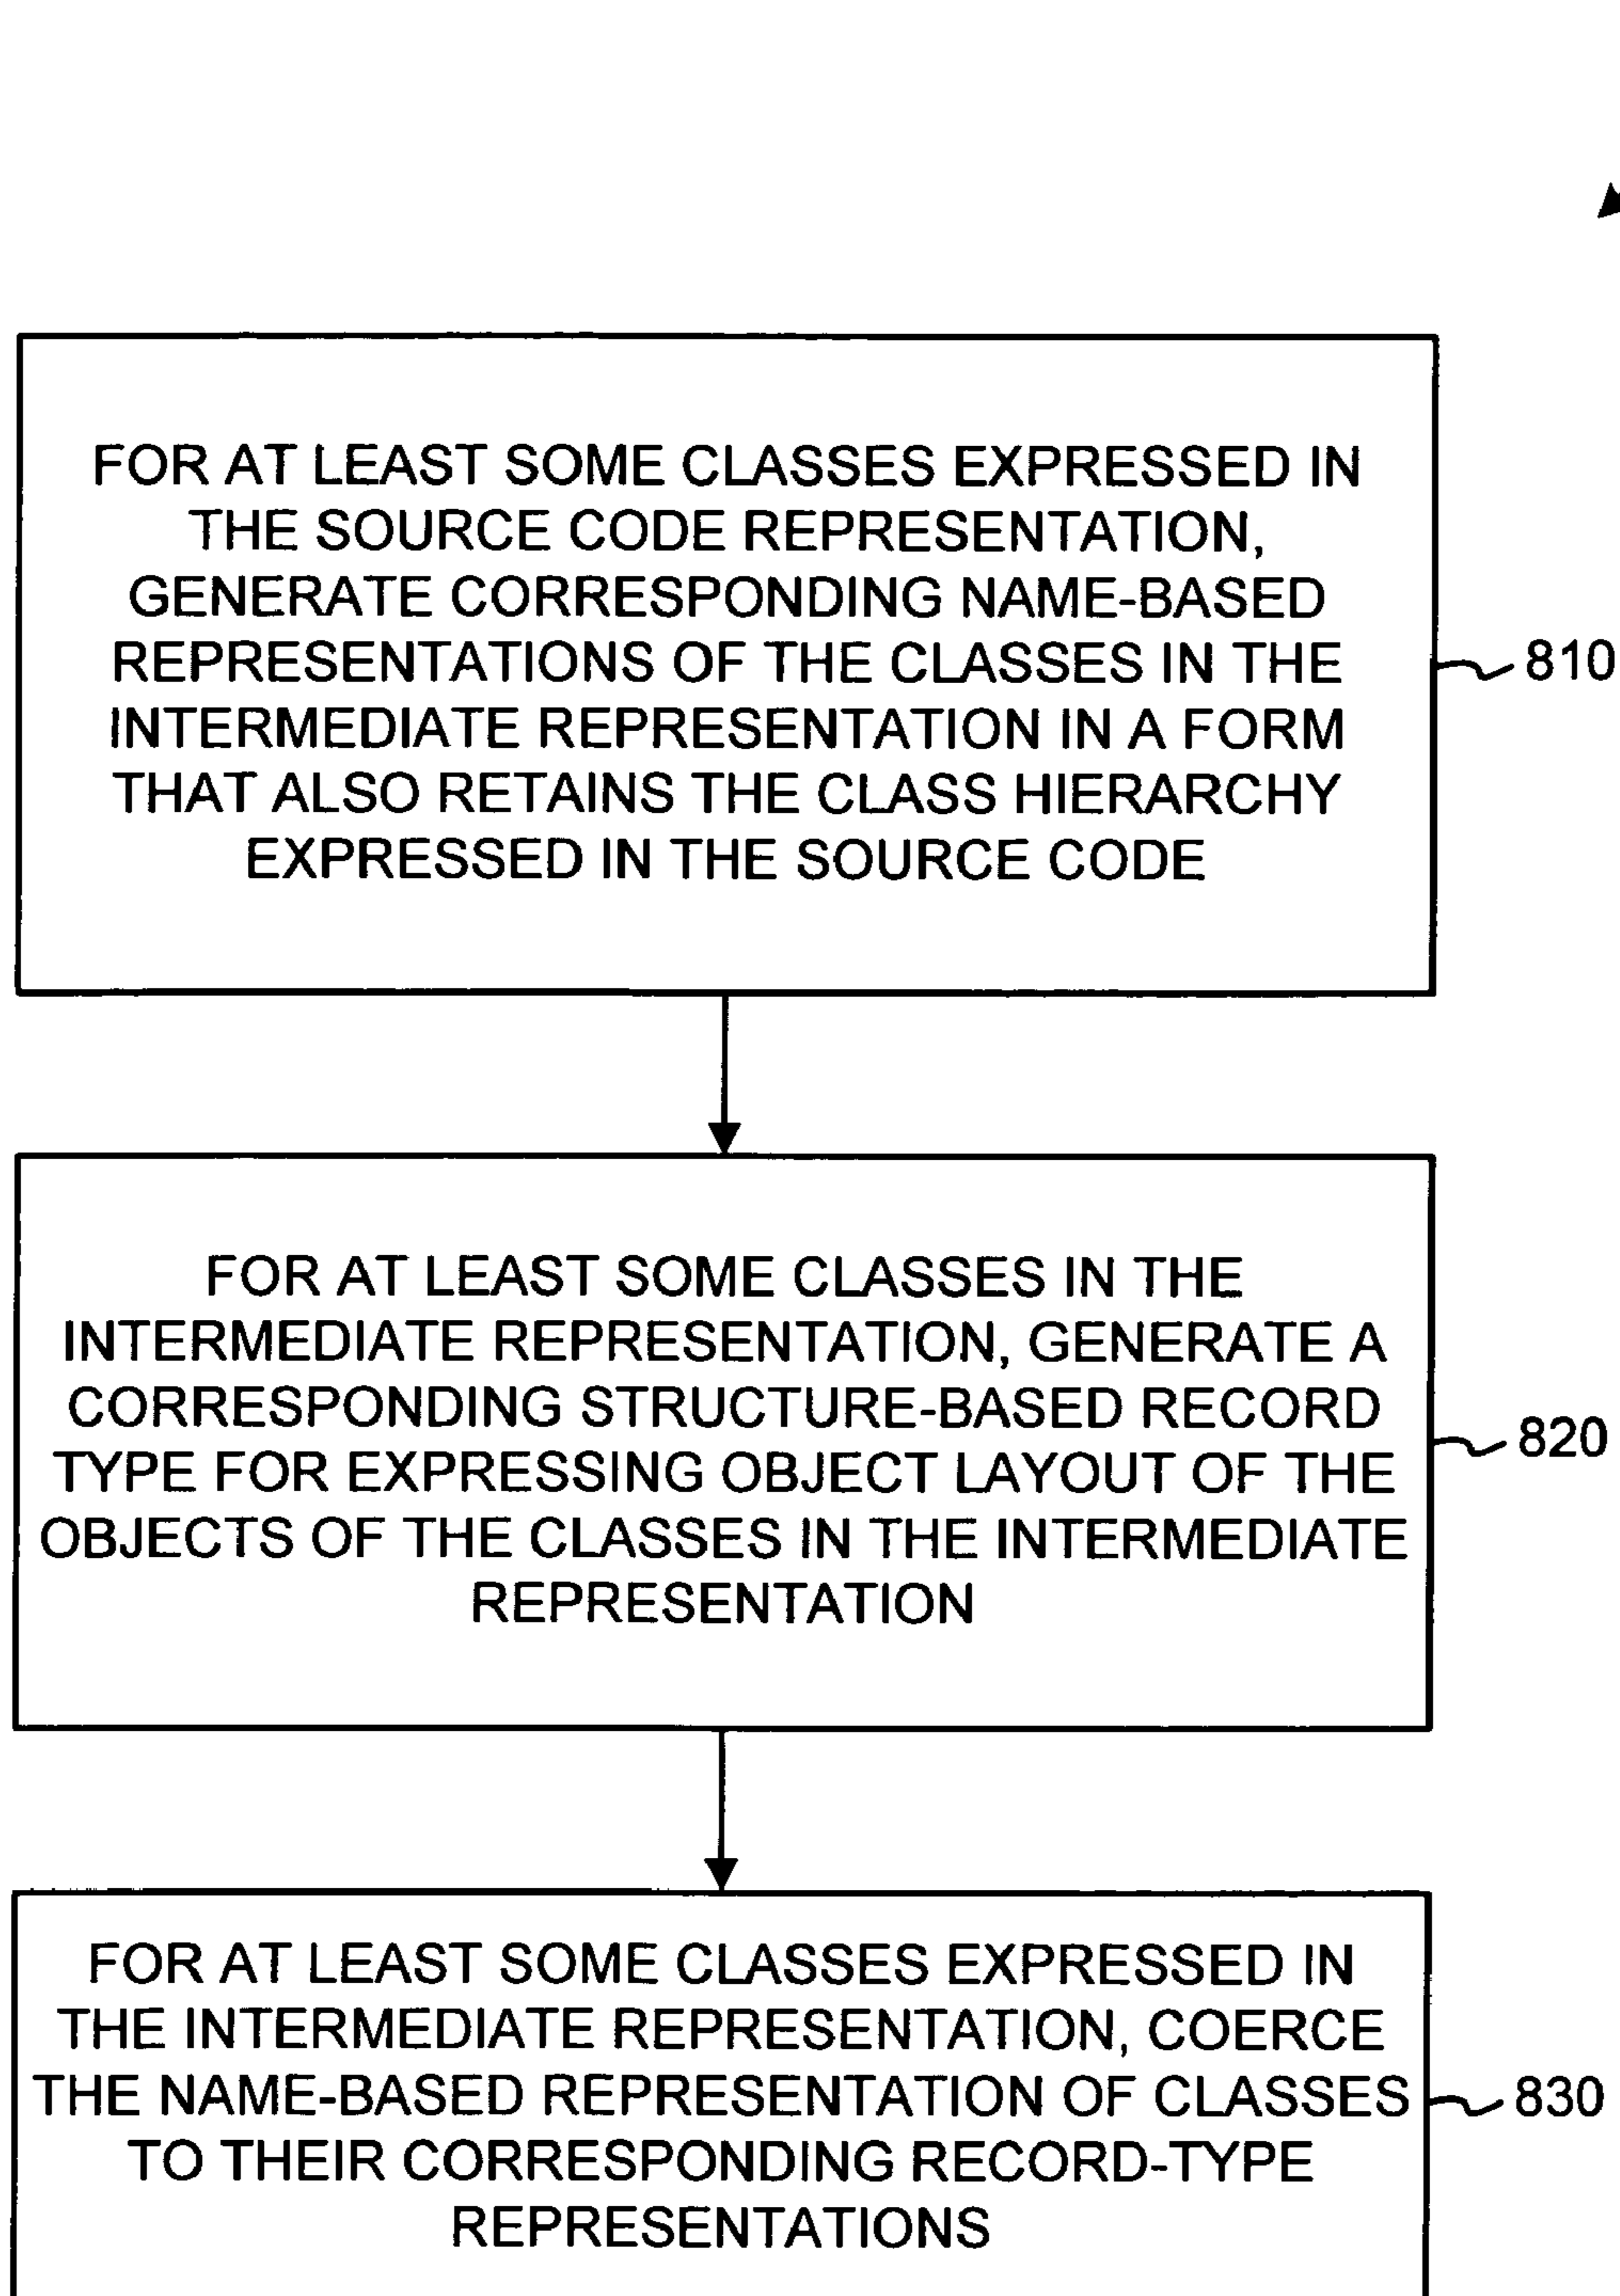 FOR AT LEAST SOME CLASSES EXPRESSED IN
THE SOURCE CODE REPRESENTATION,
GENERATE CORRESPONDING NAME-BASED
REPRESENTATIONS OF THE CLASSES IN THE
INTERMEDIATE REPRESENTATION IN A FORM
THAT ALSO RETAINS THE CLASS HIERARCHY
EXPRESSED IN THE SOURCE CODE
810
FOR AT LEAST SOME CLASSES IN THE
INTERMEDIATE REPRESENTATION, GENERATE A
CORRESPONDING STRUCTURE-BASED RECORD
TYPE FOR EXPRESSING OBJECT LAYOUT OF THE
OBJECTS OF THE CLASSES IN THE INTERMEDIATE
REPRESENTATION
820
FOR AT LEAST SOME CLASSES EXPRESSED IN
THE INTERMEDIATE REPRESENTATION, COERCE
THE NAME-BASED REPRESENTATION OF CLASSES
TO THEIR CORRESPONDING RECORD-TYPE
REPRESENTATIONS
830